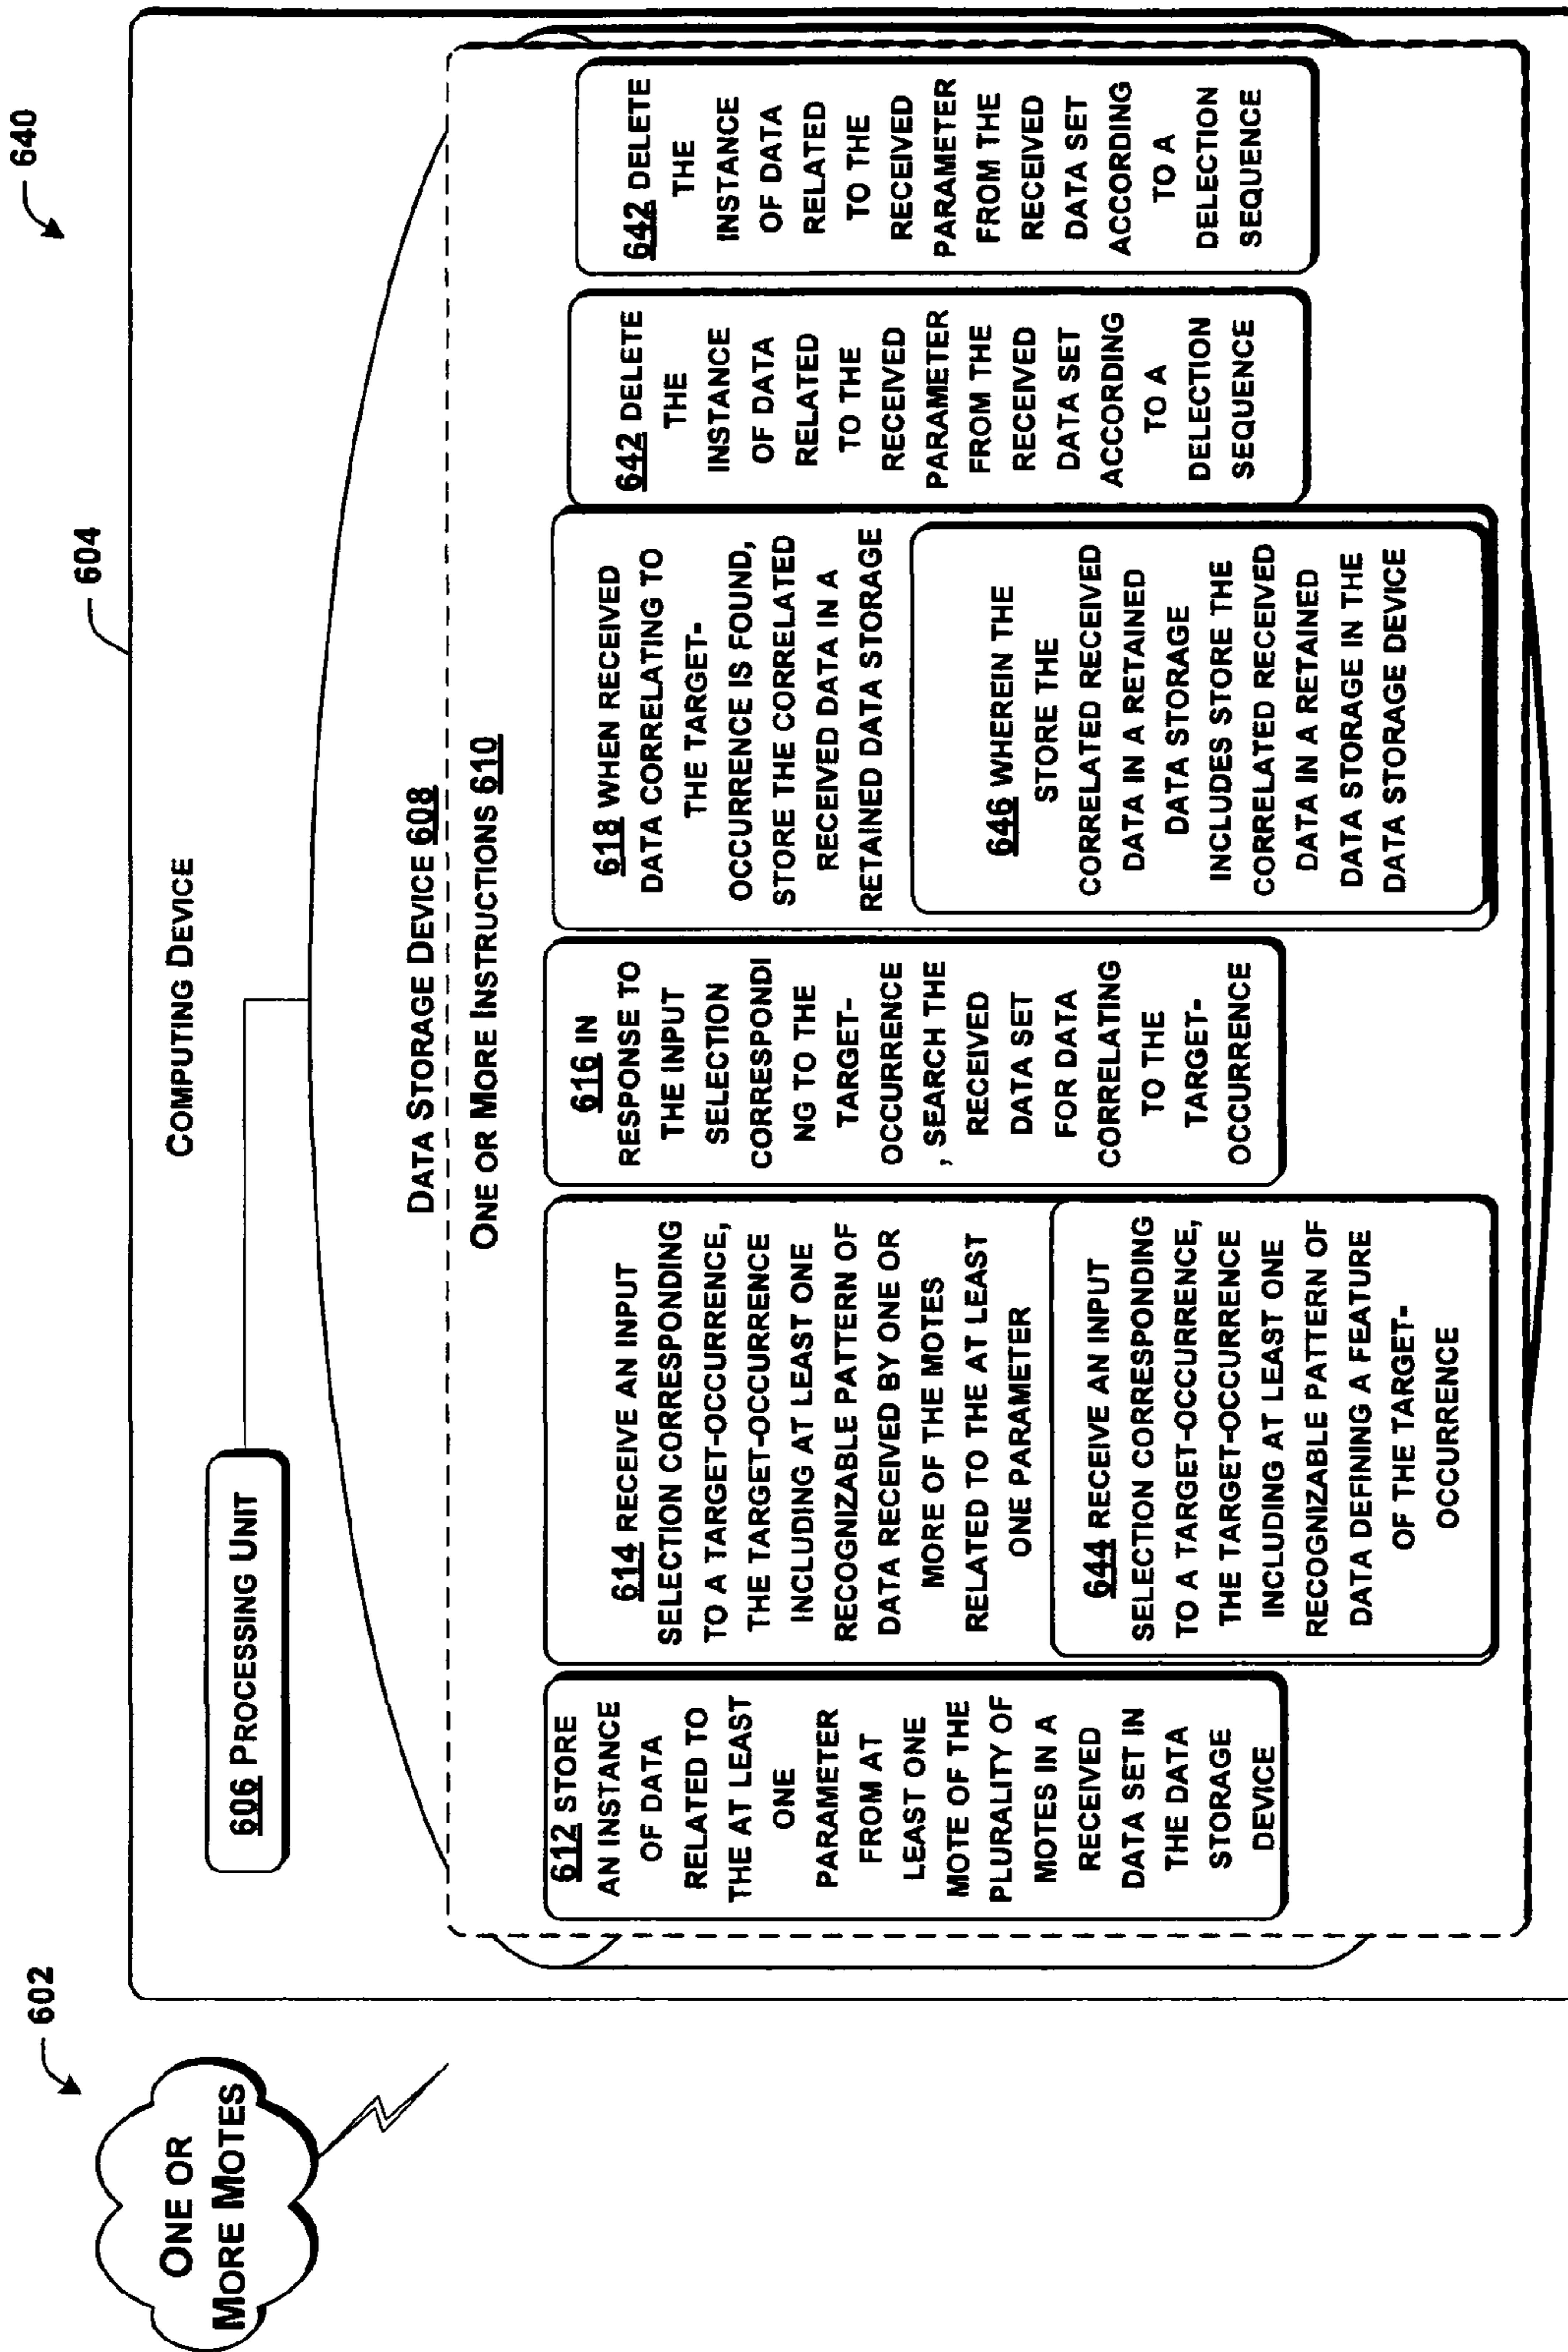 640
602
604
ONE OR
MORE MOTES
COMPUTING DEVICE
606 PROCESSING UNIT
DATA STORAGE DEVICE 608
ONE OR MORE INSTRUCTIONS 610
612 STORE
AN INSTANCE
OF DATA
RELATED TO
THE AT LEAST
ONE
PARAMETER
FROM AT
LEAST ONE
MOTE OF THE
PLURALITY OF
MOTES IN A
RECEIVED
DATA SET IN
THE DATA
STORAGE
DEVICE
614 RECEIVE AN INPUT
SELECTION CORRESPONDING
TO A TARGET-OCCURRENCE,
THE TARGET-OCCURRENCE
INCLUDING AT LEAST ONE
RECOGNIZABLE PATTERN OF
DATA RECEIVED BY ONE OR
MORE OF THE MOTES
RELATED TO THE AT LEAST
ONE PARAMETER
644 RECEIVE AN INPUT
SELECTION CORRESPONDING
TO A TARGET-OCCURRENCE,
THE TARGET-OCCURRENCE
INCLUDING AT LEAST ONE
RECOGNIZABLE PATTERN OF
DATA DEFINING A FEATURE
OF THE TARGET-
OCCURRENCE
616 IN
RESPONSE TO
THE INPUT
SELECTION
CORRESPONDI
NG TO THE
TARGET-
OCCURRENCE
, SEARCH THE
RECEIVED
DATA SET
FOR DATA
CORRELATING
TO THE
TARGET-
OCCURRENCE
618 WHEN RECEIVED
DATA CORRELATING TO
THE TARGET-
OCCURRENCE IS FOUND,
STORE THE CORRELATED
RECEIVED DATA IN A
RETAINED DATA STORAGE
646 WHEREIN THE
STORE THE
CORRELATED RECEIVED
DATA IN A RETAINED
DATA STORAGE
INCLUDES STORE THE
CORRELATED RECEIVED
DATA IN A RETAINED
DATA STORAGE IN THE
DATA STORAGE DEVICE
642 DELETE
THE
INSTANCE
OF DATA
RELATED
TO THE
RECEIVED
PARAMETER
FROM THE
RECEIVED
DATA SET
ACCORDING
TO A
DELECTION
SEQUENCE
642 DELETE
THE
INSTANCE
OF DATA
RELATED
TO THE
RECEIVED
PARAMETER
FROM THE
RECEIVED
DATA SET
ACCORDING
TO A
DELECTION
SEQUENCE